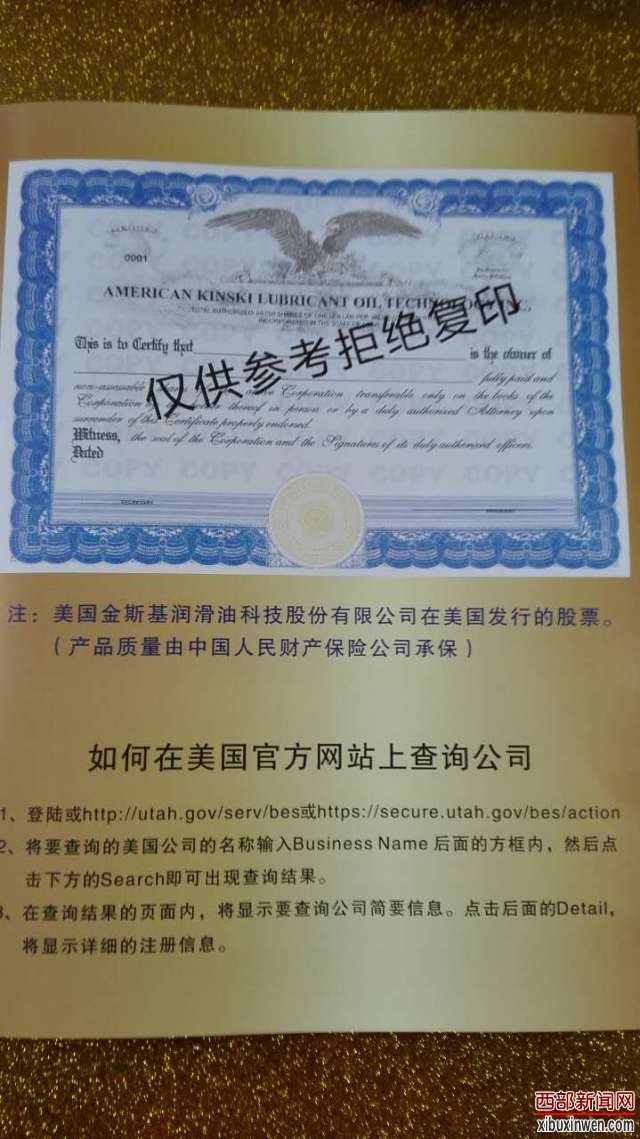 0001
AMERICAN KINSKI LUBRICANT OIL, TECHNOLOGY INC,
This is to Certify that
is the owner of
fully paid and
non-assessable
Corporation transferable only on the books of the
Corporation
thereof in person or by a duly authorized Attorney upon
surrender of this Certificate properly endorsed.
Witness, the seal of the Corporation and the Signatures of its duly authorized officers.
Dated
COPY COPY COPY COPY
SECRETARY
仅供参考拒绝复印
注：美国金斯基润滑油科技股份有限公司在美国发行的股票。
（产品质量由中国人民财产保险公司承保）
如何在美国官方网站上查询公司
1、登陆或http://utah.gov/serv/bes或https://secure.utah.gov/bes/action
2、将要查询的美国公司的名称输入Business Name 后面的方框内，然后点
击下方的Search即可出现查询结果。
3、在查询结果的页面内，将显示要查询公司简要信息。点击后面的Detail，
将显示详细的注册信息。
西部新闻网
xibuxinwen.com